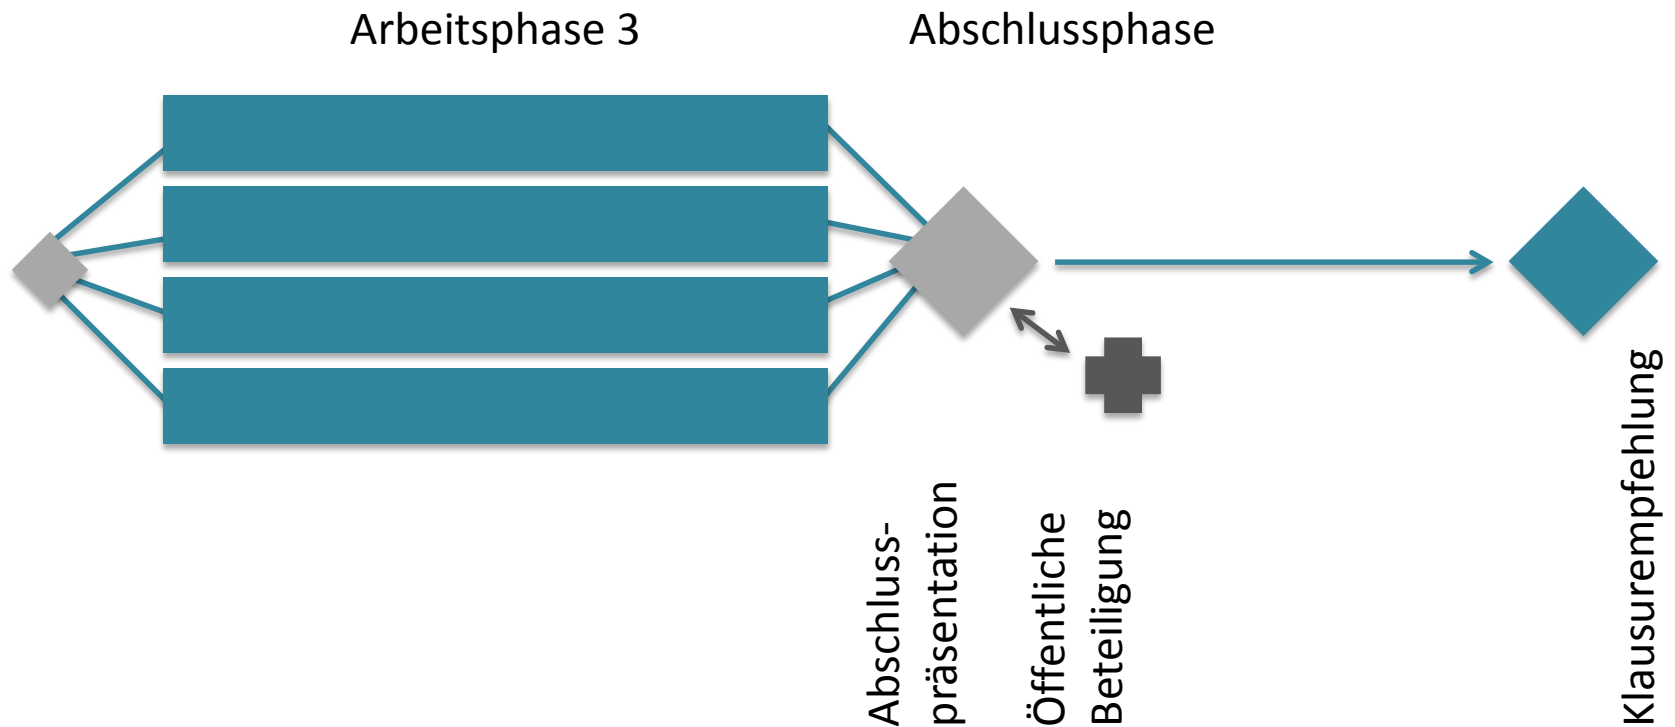 Arbeitsphase 3
Abschlussphase
Abschluss-
präsentation
Öffentliche
Beteiligung
Klausurempfehlung